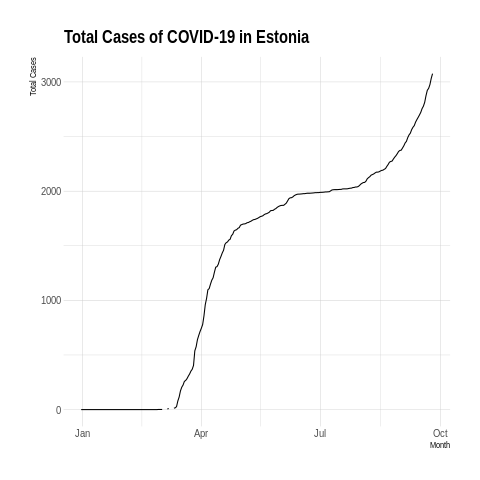 Total Cases of COVID-19 in Estonia
Total Cases
3000
2000
1000
0
Jan Apr Jul Oct
Month